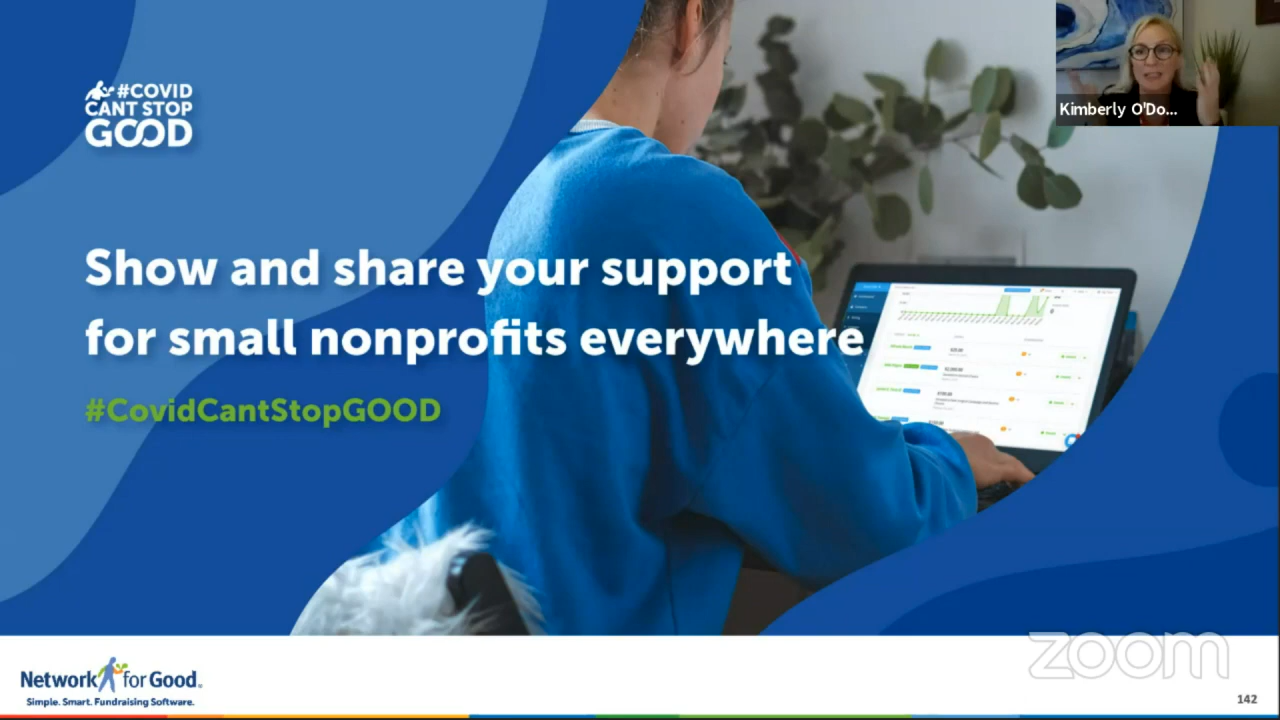 #COVID
CANT STOP
GOOD
Kimberly O'Do...
Show and share your support
for small nonprofits everywhere
#CovidCantStopGOOD
Network for Good.
Simple. Smart. Fundraising Software.
zoom
142